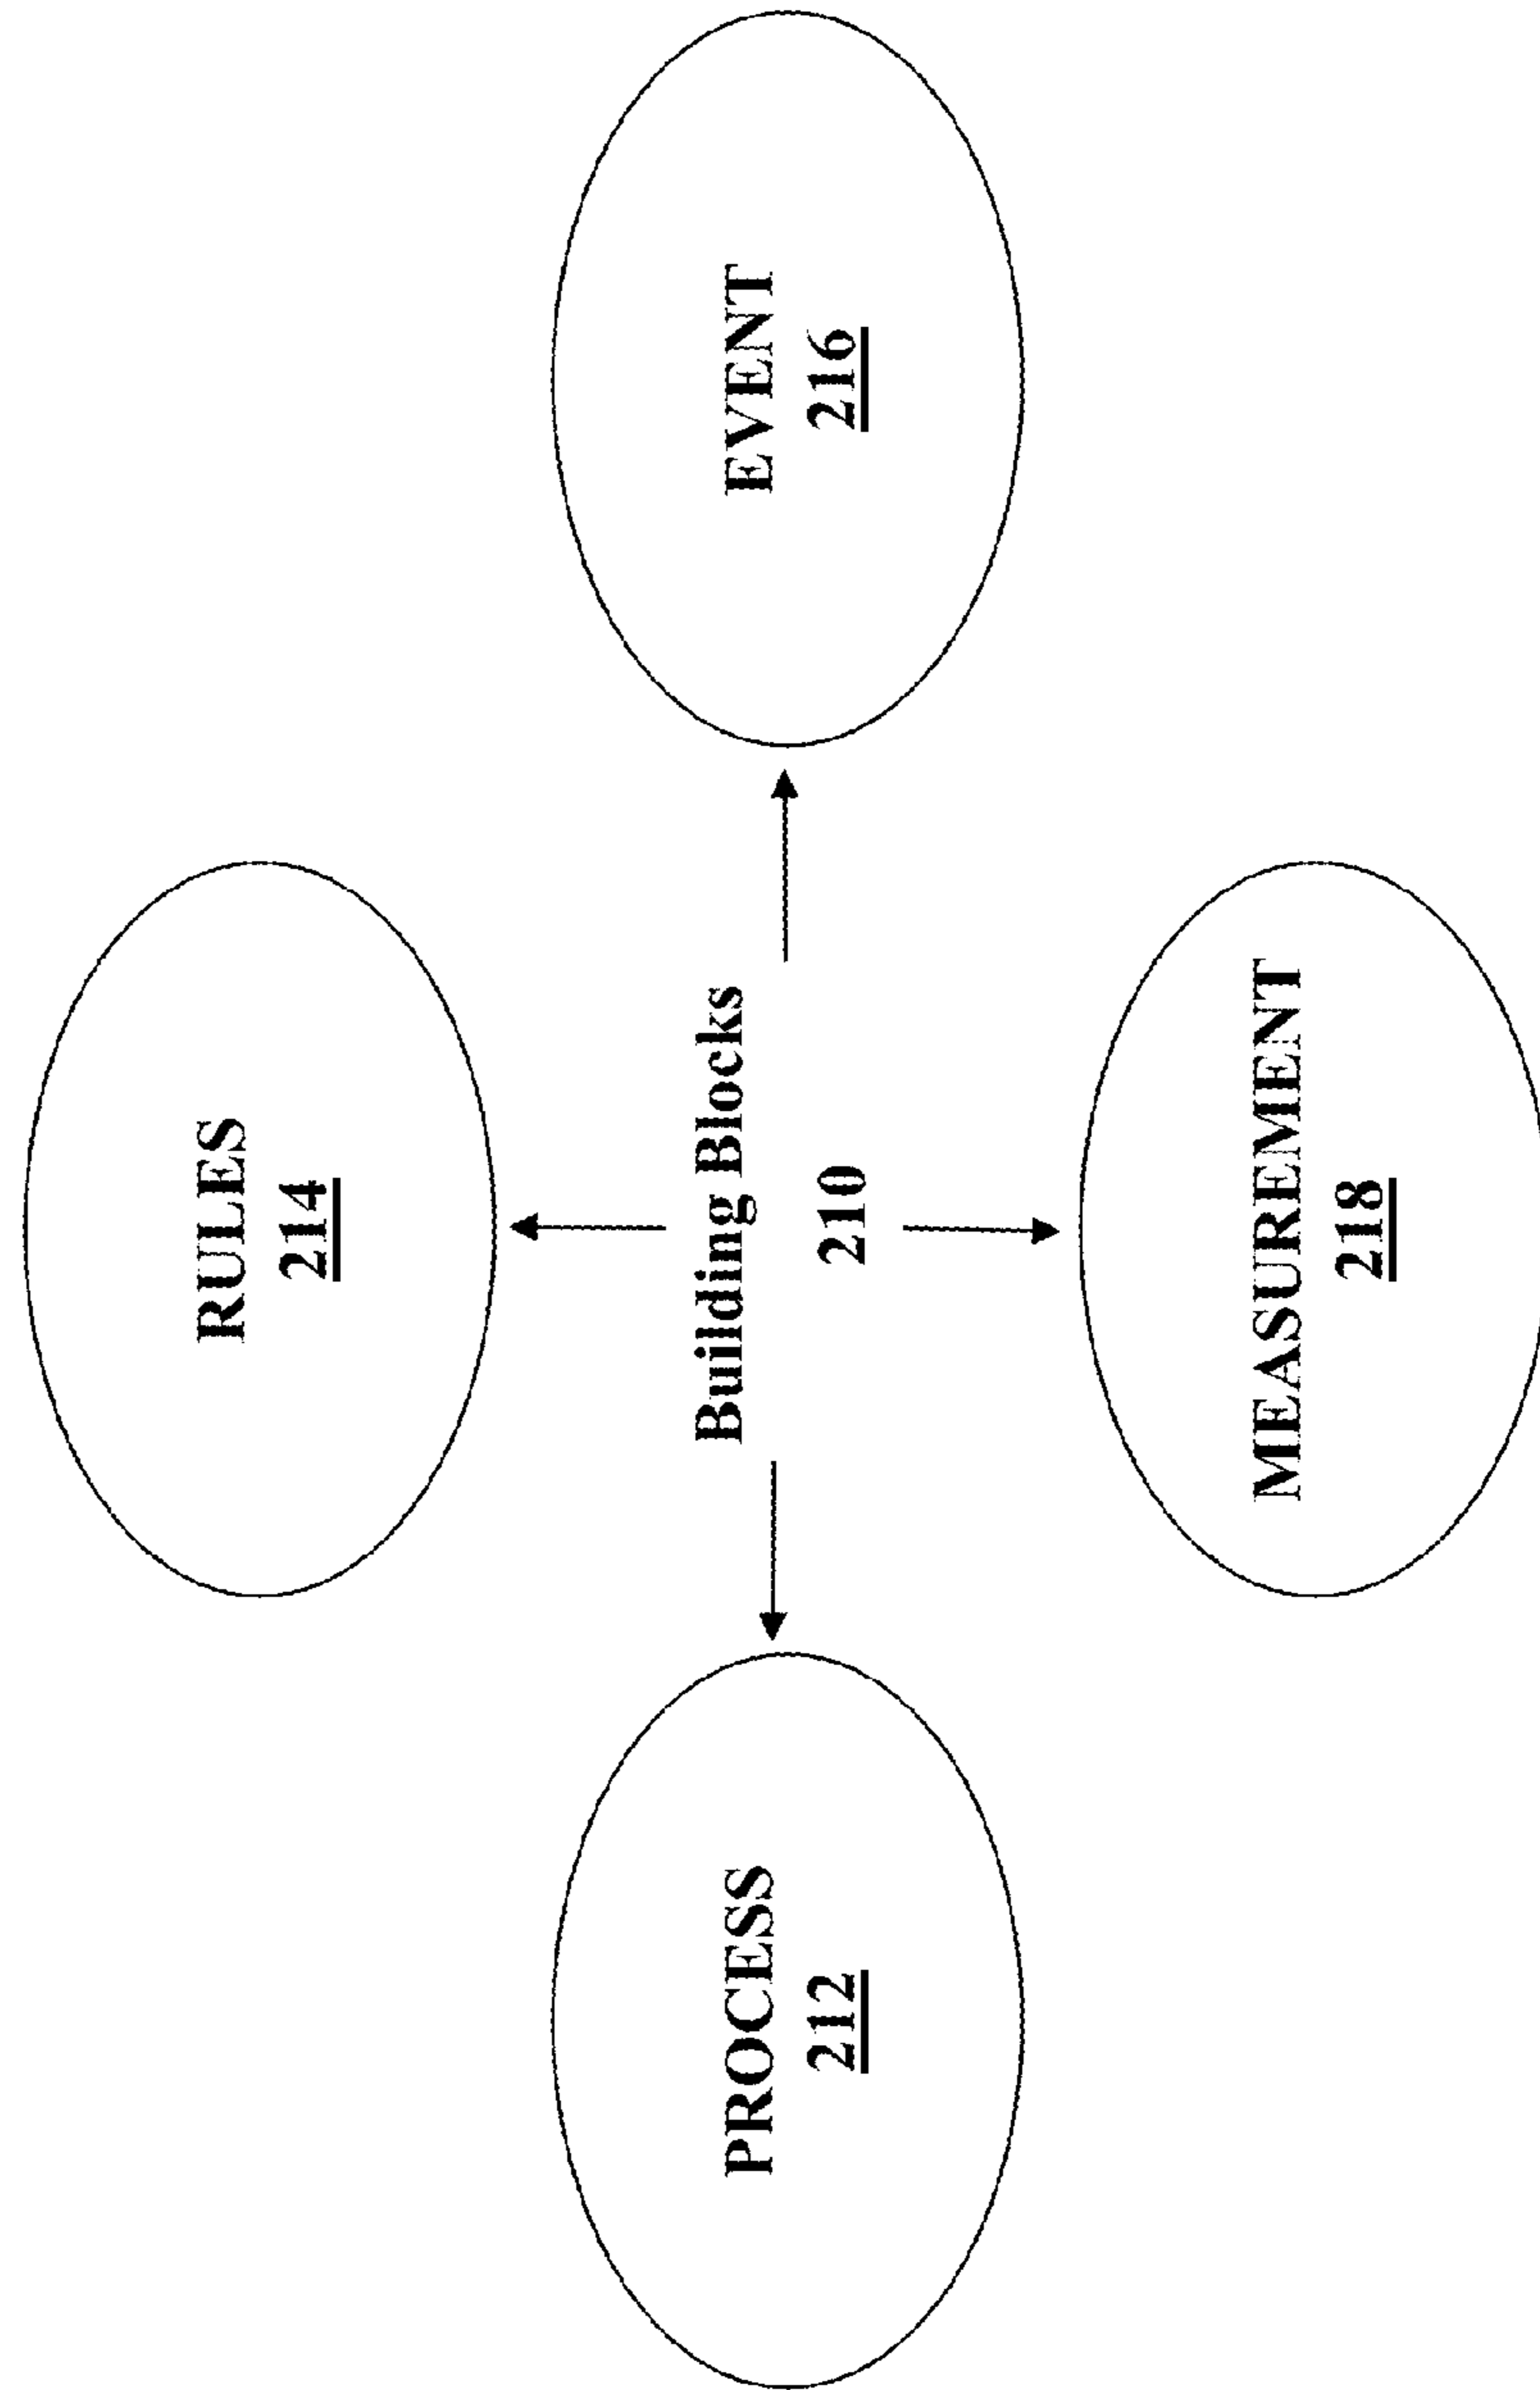 RULES
214
PROCESS
212
Building Blocks
210
EVENT
216
MEASUREMENT
218